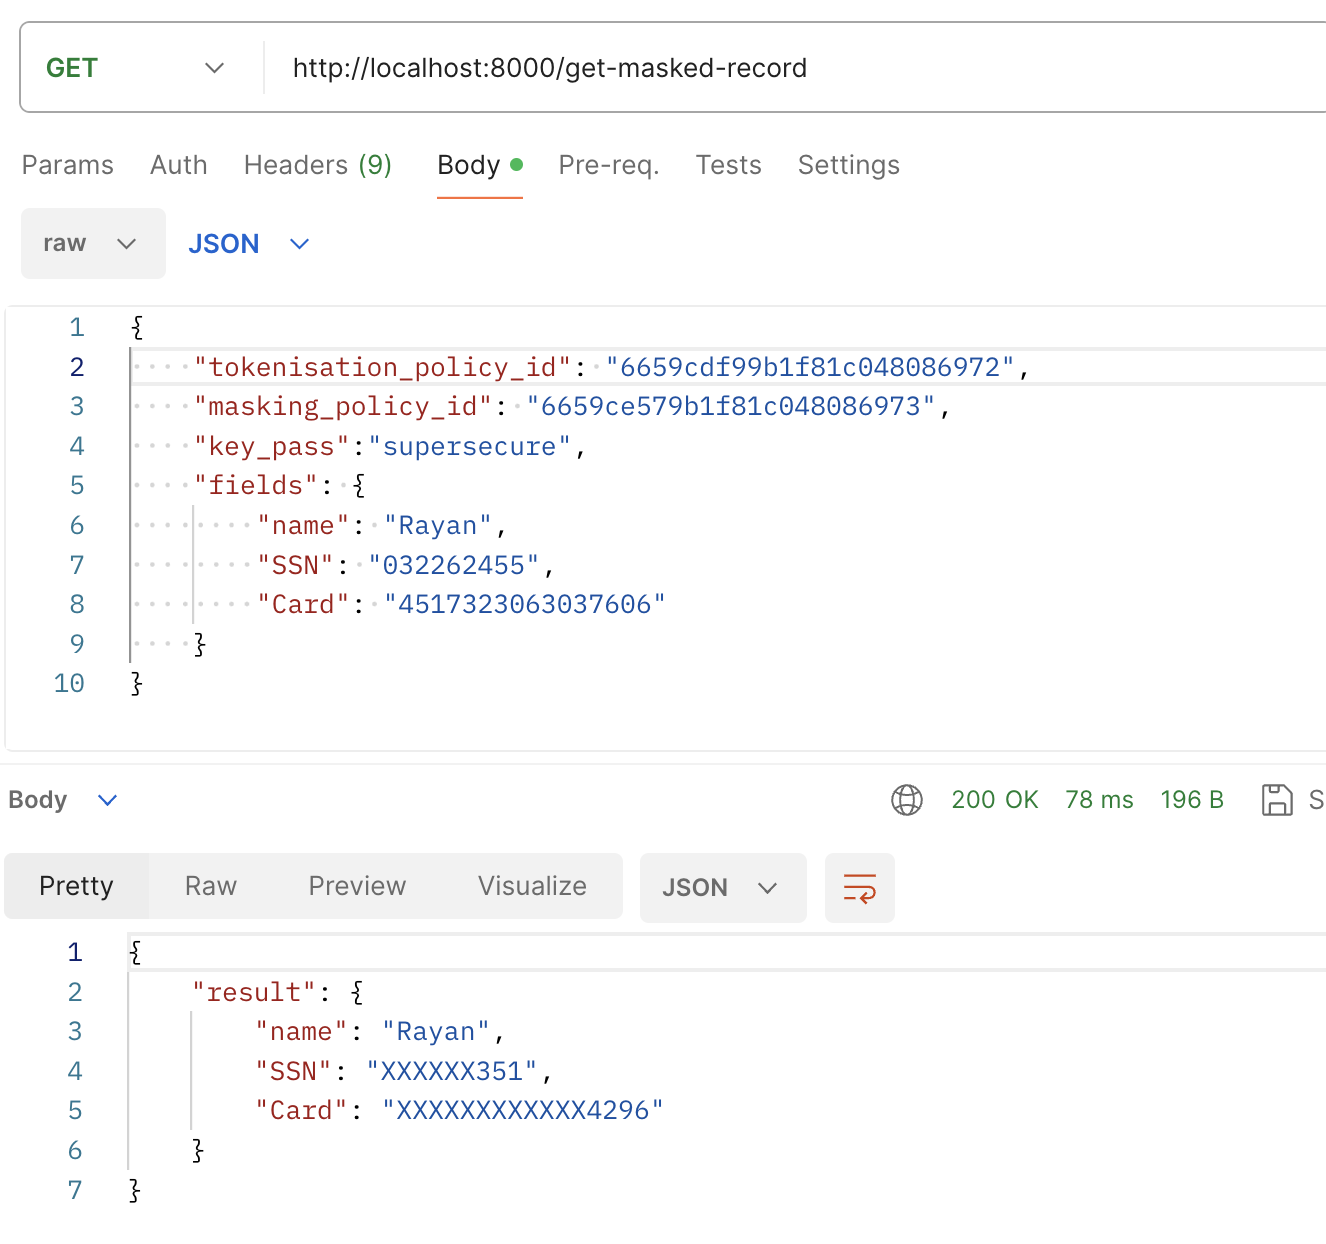 GET http://localhost:8000/get-masked-record
Params Auth Headers (9) Body Pre-req. Tests Settings
raw JSON
1 {
2 "tokenisation_policy_id": "6659cdf99b1f81c048086972",
3 "masking_policy_id": "6659ce579b1f81c048086973",
4 "key_pass":"supersecure",
5 "fields": {
6 "name": "Rayan",
7 "SSN": "032262455",
8 "Card": "4517323063037606"
9 }
10 }
Body 200 OK 78 ms 196 B S
Pretty Raw Preview Visualize JSON
1 {
2 "result": {
3 "name": "Rayan",
4 "SSN": "XXXXXX351",
5 "Card": "XXXXXXXXXXXX4296"
6 }
7 }